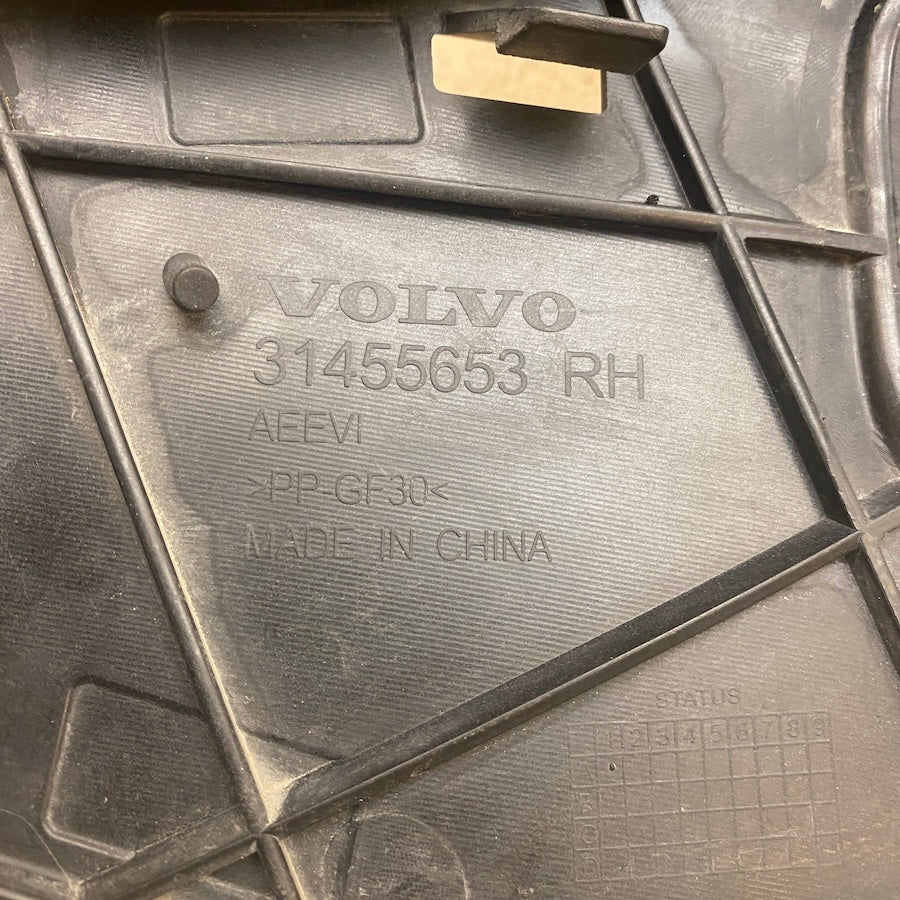 VOLVO
31455653 RH
AEEVI
>PP-GF30<
MADE IN CHINA
STATUS
1 2 3 4 5 6 7 8 9
A
B